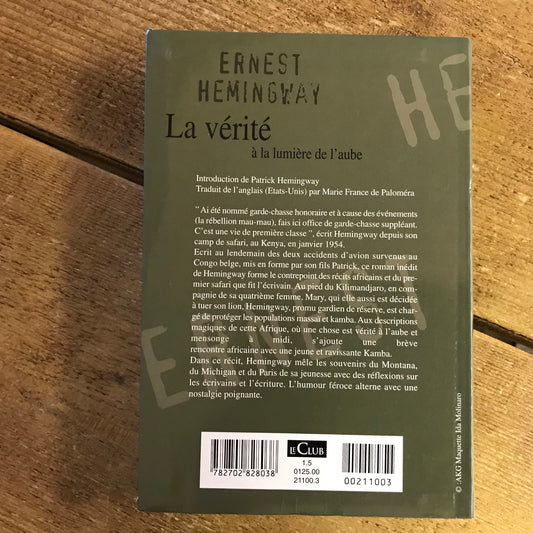 ERNEST
HEMINGWAY
La vérité
à la lumière de l'aube
Introduction de Patrick Hemingway
Traduit de l'anglais (Etats-Unis) par Marie France de Paloméra
" Ai été nommé garde-chasse honoraire et à cause des événements
(la rébellion mau-mau), fais ici office de garde-chasse suppléant.
C'est une vie de première classe ", écrit Hemingway depuis son
camp de safari, au Kenya, en janvier 1954.
Ecrit au lendemain des deux accidents d'avion survenus au
Congo belge, mis en forme par son fils Patrick, ce roman inédit
de Hemingway forme le contrepoint des récits africains et du pre-
mier safari que fit l'écrivain. Au pied du Kilimandjaro, en com-
pagnie de sa quatrième femme, Mary, qui elle aussi est décidée
à tuer son lion, Hemingway, promu gardien de réserve, est char-
gé de protéger les populations massaï et kamba. Aux descriptions
magiques de cette Afrique, où une chose est vérité à l'aube et
mensonge à midi, s'ajoute une brève
rencontre africaine avec une jeune et ravissante Kamba.
Dans ce récit, Hemingway mêle les souvenirs du Montana,
du Michigan et du Paris de sa jeunesse avec des réflexions sur
les écrivains et l'écriture. L'humour féroce alterne avec une
nostalgie poignante.
HE
ERNEST
9 782702 828038
LE CLUB
1.5
0125.00
21100.3
00211003
© :AKG Maquette Ida Molinaro